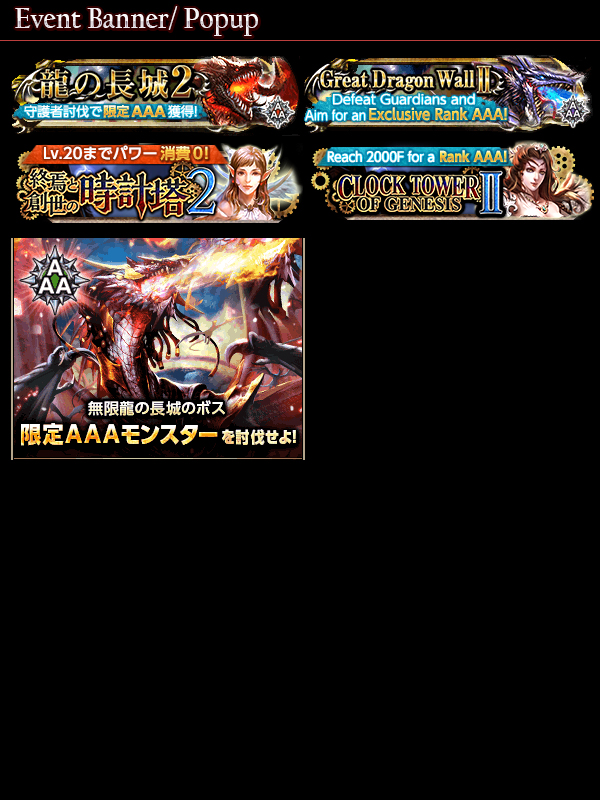 Event Banner/ Popup
龍の長城2
守護者討伐で限定AAA獲得!
AAA
Great Dragon Wall II
Defeat Guardians and
Aim for an Exclusive Rank AAA!
AAA
Lv.20までパワー消費0!
終焉と
創世の
時計塔2
Reach 2000F for a Rank AAA!
CLOCK TOWER
OF GENESIS II
A
AA
無限龍の長城のボス
限定AAAモンスターを討伐せよ!